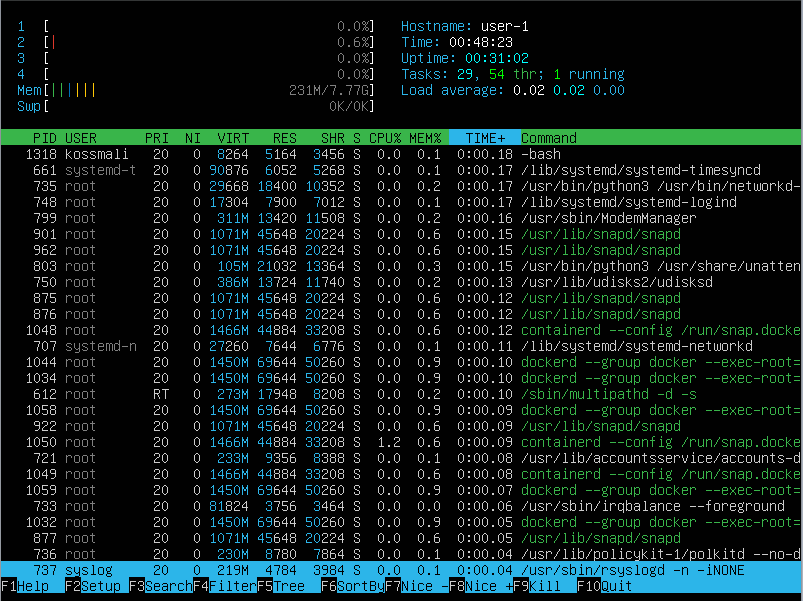 1 [ 0.0%] Hostname: user-1
2 [| 0.6%] Time: 00:48:23
3 [ 0.0%] Uptime: 00:31:02
4 [ 0.0%] Tasks: 29, 54 thr; 1 running
Mem[|||||| 231M/7.77G] Load average: 0.02 0.02 0.00
Swp[ 0K/0K]
PID USER PRI NI VIRT RES SHR S CPU% MEM% TIME+ Command
1318 kossmali 20 0 8264 5164 3456 S 0.0 0.1 0:00.18 -bash
661 systemd-t 20 0 90876 6052 5268 S 0.0 0.1 0:00.17 /lib/systemd/systemd-timesyncd
735 root 20 0 29668 18400 10352 S 0.0 0.2 0:00.17 /usr/bin/python3 /usr/bin/networkd-
748 root 20 0 17304 7900 7012 S 0.0 0.1 0:00.17 /lib/systemd/systemd-logind
799 root 20 0 311M 13420 11508 S 0.0 0.2 0:00.16 /usr/sbin/ModemManager
901 root 20 0 1071M 45648 20224 S 0.0 0.6 0:00.15 /usr/lib/snapd/snapd
962 root 20 0 1071M 45648 20224 S 0.0 0.6 0:00.15 /usr/lib/snapd/snapd
803 root 20 0 105M 21032 13364 S 0.0 0.3 0:00.15 /usr/bin/python3 /usr/share/unatten
750 root 20 0 386M 13724 11740 S 0.0 0.2 0:00.13 /usr/lib/udisks2/udisksd
875 root 20 0 1071M 45648 20224 S 0.0 0.6 0:00.12 /usr/lib/snapd/snapd
876 root 20 0 1071M 45648 20224 S 0.0 0.6 0:00.12 /usr/lib/snapd/snapd
1048 root 20 0 1466M 44884 33208 S 0.0 0.6 0:00.12 containerd --config /run/snap.docke
707 systemd-n 20 0 27260 7644 6776 S 0.0 0.1 0:00.11 /lib/systemd/systemd-networkd
1044 root 20 0 1450M 69644 50260 S 0.0 0.9 0:00.10 dockerd --group docker --exec-root=
1034 root 20 0 1450M 69644 50260 S 0.0 0.9 0:00.10 dockerd --group docker --exec-root=
612 root RT 0 273M 17948 8208 S 0.0 0.2 0:00.10 /sbin/multipathd -d -s
1058 root 20 0 1450M 69644 50260 S 0.0 0.9 0:00.09 dockerd --group docker --exec-root=
922 root 20 0 1071M 45648 20224 S 0.0 0.6 0:00.09 /usr/lib/snapd/snapd
1050 root 20 0 1466M 44884 33208 S 1.2 0.6 0:00.09 containerd --config /run/snap.docke
721 root 20 0 233M 9356 8388 S 0.0 0.1 0:00.08 /usr/lib/accountsservice/accounts-d
1049 root 20 0 1466M 44884 33208 S 0.0 0.6 0:00.08 containerd --config /run/snap.docke
1059 root 20 0 1450M 69644 50260 S 0.0 0.9 0:00.07 dockerd --group docker --exec-root=
733 root 20 0 81824 3756 3464 S 0.0 0.0 0:00.06 /usr/sbin/irqbalance --foreground
1032 root 20 0 1450M 69644 50260 S 0.0 0.9 0:00.05 dockerd --group docker --exec-root=
877 root 20 0 1071M 45648 20224 S 0.0 0.6 0:00.05 /usr/lib/snapd/snapd
736 root 20 0 230M 8780 7864 S 0.0 0.1 0:00.04 /usr/lib/policykit-1/polkitd --no-d
737 syslog 20 0 219M 4784 3984 S 0.0 0.1 0:00.04 /usr/sbin/rsyslogd -n -iNONE
F1Help F2Setup F3SearchF4FilterF5Tree F6SortByF7Nice -F8Nice +F9Kill F10Quit